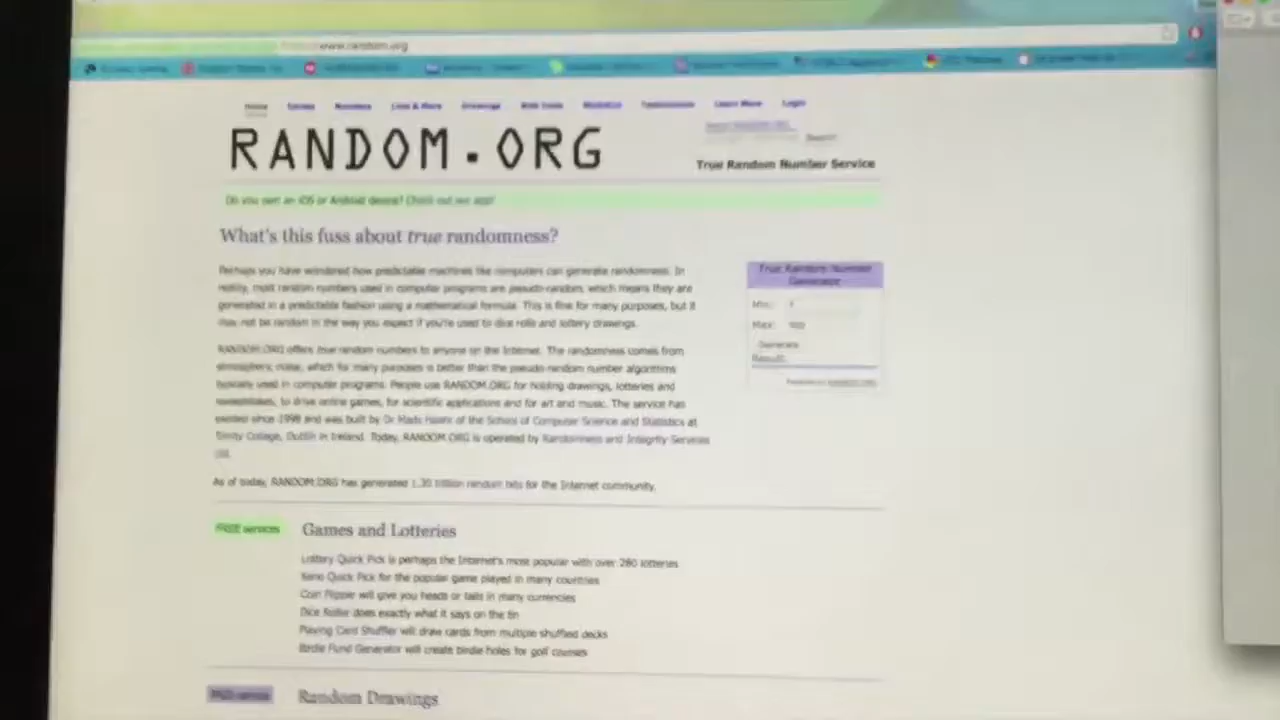 www.random.org
Home Games Numbers Lists & More Drawings Web Tools Statistics Testimonials Learn More Login
RANDOM.ORG
Search RANDOM.ORG
Search
True Random Number Service
Do you own an iOS or Android device? Check out our app!
What's this fuss about true randomness?
Perhaps you have wondered how predictable machines like computers can generate randomness. In
reality, most random numbers used in computer programs are pseudo-random, which means they are
generated in a predictable fashion using a mathematical formula. This is fine for many purposes, but it
may not be random in the way you expect if you're used to dice rolls and lottery drawings.
RANDOM.ORG offers true random numbers to anyone on the Internet. The randomness comes from
atmospheric noise, which for many purposes is better than the pseudo-random number algorithms
typically used in computer programs. People use RANDOM.ORG for holding drawings, lotteries and
sweepstakes, to drive online games, for scientific applications and for art and music. The service has
existed since 1998 and was built by Dr Mads Haahr of the School of Computer Science and Statistics at
Trinity College, Dublin in Ireland. Today, RANDOM.ORG is operated by Randomness and Integrity Services
Ltd.
As of today, RANDOM.ORG has generated 1.30 trillion random bits for the Internet community.
True Random Number
Generator
Min:
Max:
Generate
Result:
Powered by RANDOM.ORG
FREE services
Games and Lotteries
Lottery Quick Pick is perhaps the Internet's most popular with over 280 lotteries
Keno Quick Pick for the popular game played in many countries
Coin Flipper will give you heads or tails in many currencies
Dice Roller does exactly what it says on the tin
Playing Card Shuffler will draw cards from multiple shuffled decks
Birdie Fund Generator will create birdie holes for golf courses
PAID service
Random Drawings